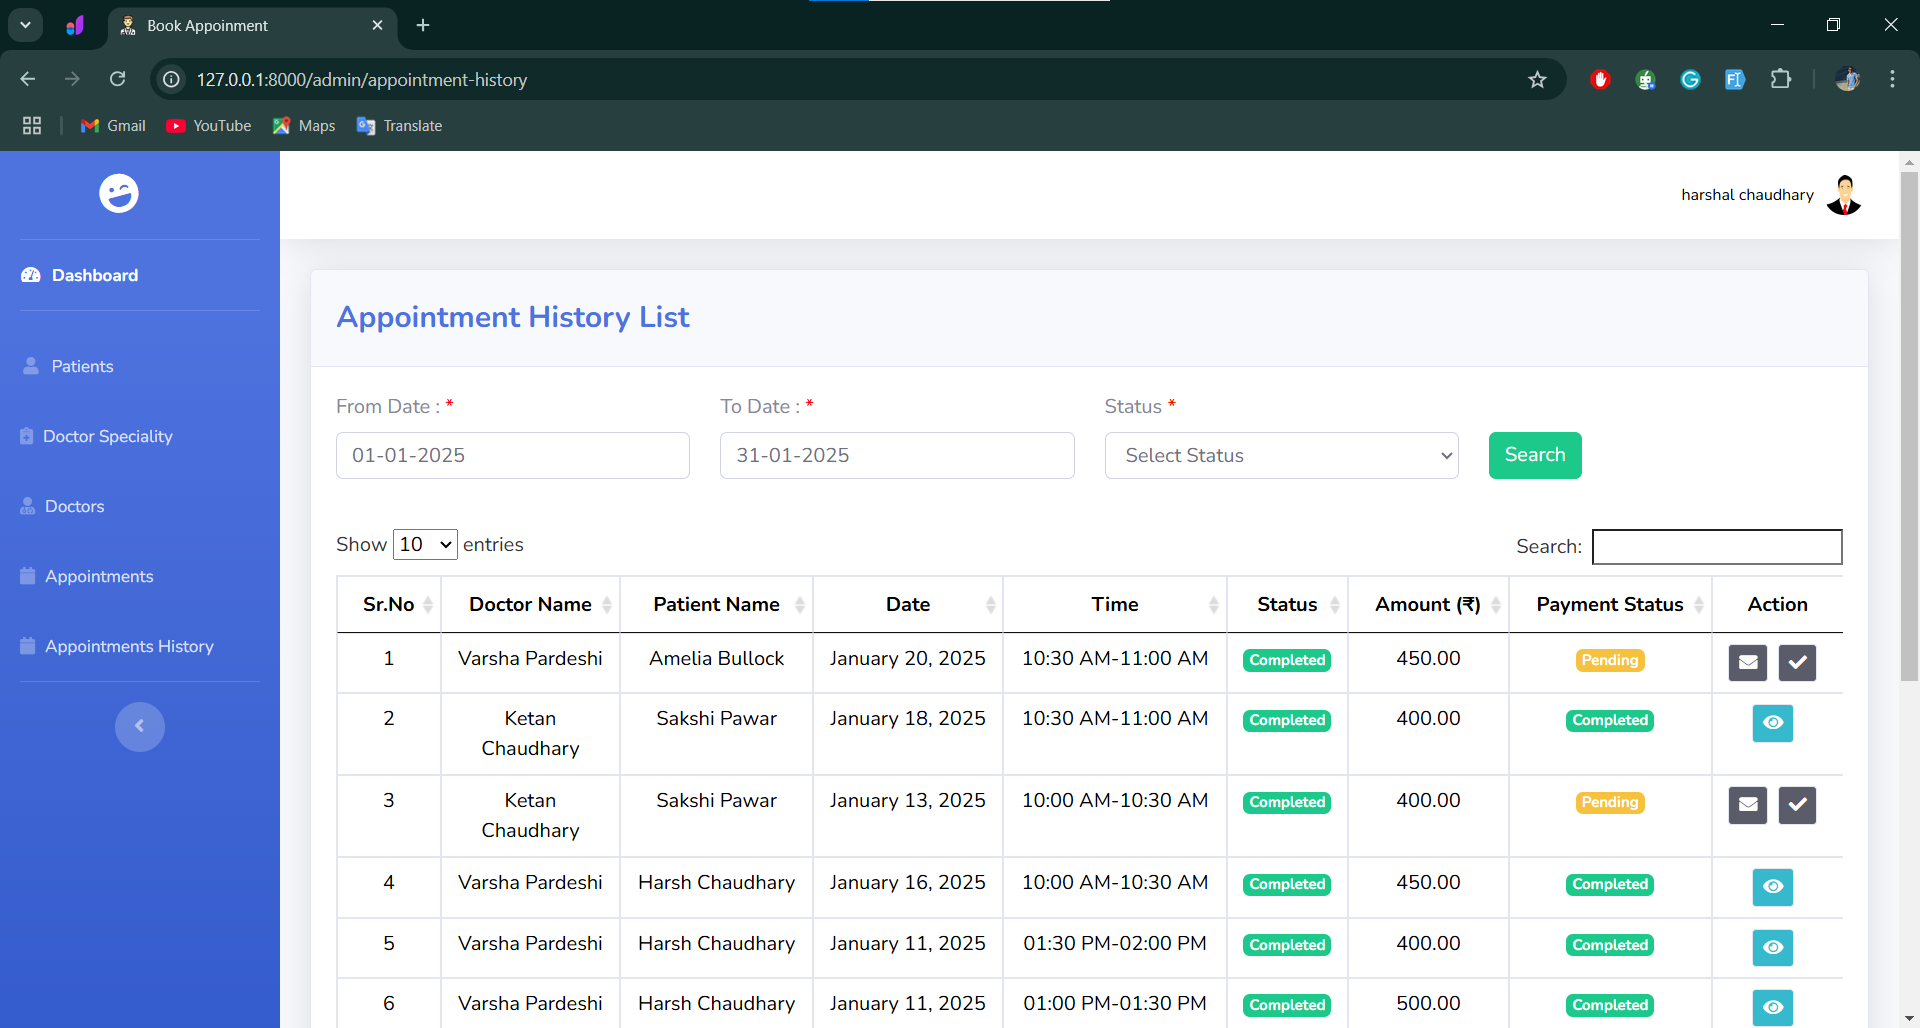 Book Appoinment
127.0.0.1:8000/admin/appointment-history
Gmail YouTube Maps Translate
harshal chaudhary
Dashboard
Patients
Doctor Speciality
Doctors
Appointments
Appointments History
Appointment History List
From Date : * To Date : * Status *
01-01-2025 31-01-2025 Select Status Search
Show 10 entries Search:
Sr.No Doctor Name Patient Name Date Time Status Amount (₹) Payment Status Action
1 Varsha Pardeshi Amelia Bullock January 20, 2025 10:30 AM-11:00 AM Completed 450.00 Pending
2 Ketan Chaudhary Sakshi Pawar January 18, 2025 10:30 AM-11:00 AM Completed 400.00 Completed
3 Ketan Chaudhary Sakshi Pawar January 13, 2025 10:00 AM-10:30 AM Completed 400.00 Pending
4 Varsha Pardeshi Harsh Chaudhary January 16, 2025 10:00 AM-10:30 AM Completed 450.00 Completed
5 Varsha Pardeshi Harsh Chaudhary January 11, 2025 01:30 PM-02:00 PM Completed 400.00 Completed
6 Varsha Pardeshi Harsh Chaudhary January 11, 2025 01:00 PM-01:30 PM Completed 500.00 Completed